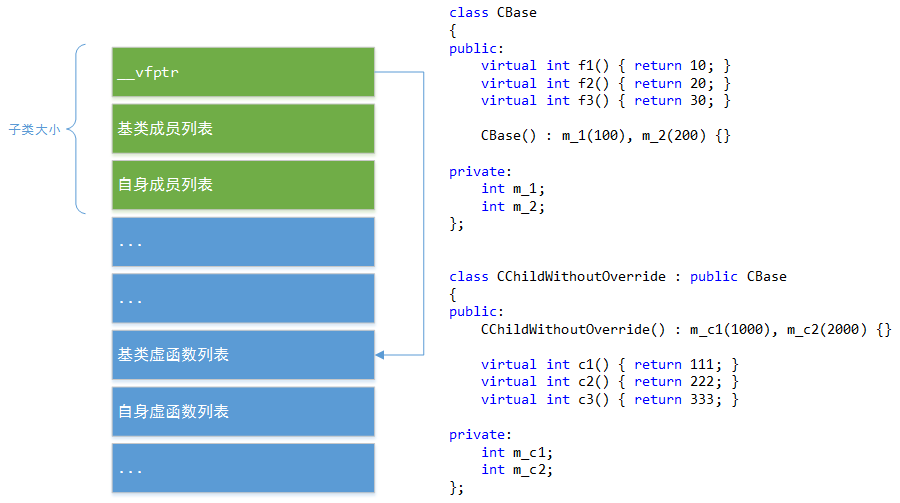 子类大小
__vfptr
基类成员列表
自身成员列表
...
...
基类虚函数列表
自身虚函数列表
...
class CBase
{
public:
    virtual int f1() { return 10; }
    virtual int f2() { return 20; }
    virtual int f3() { return 30; }
    CBase() : m_1(100), m_2(200) {}
private:
    int m_1;
    int m_2;
};
class CChildWithoutOverride : public CBase
{
public:
    CChildWithoutOverride() : m_c1(1000), m_c2(2000) {}
    virtual int c1() { return 111; }
    virtual int c2() { return 222; }
    virtual int c3() { return 333; }
private:
    int m_c1;
    int m_c2;
};